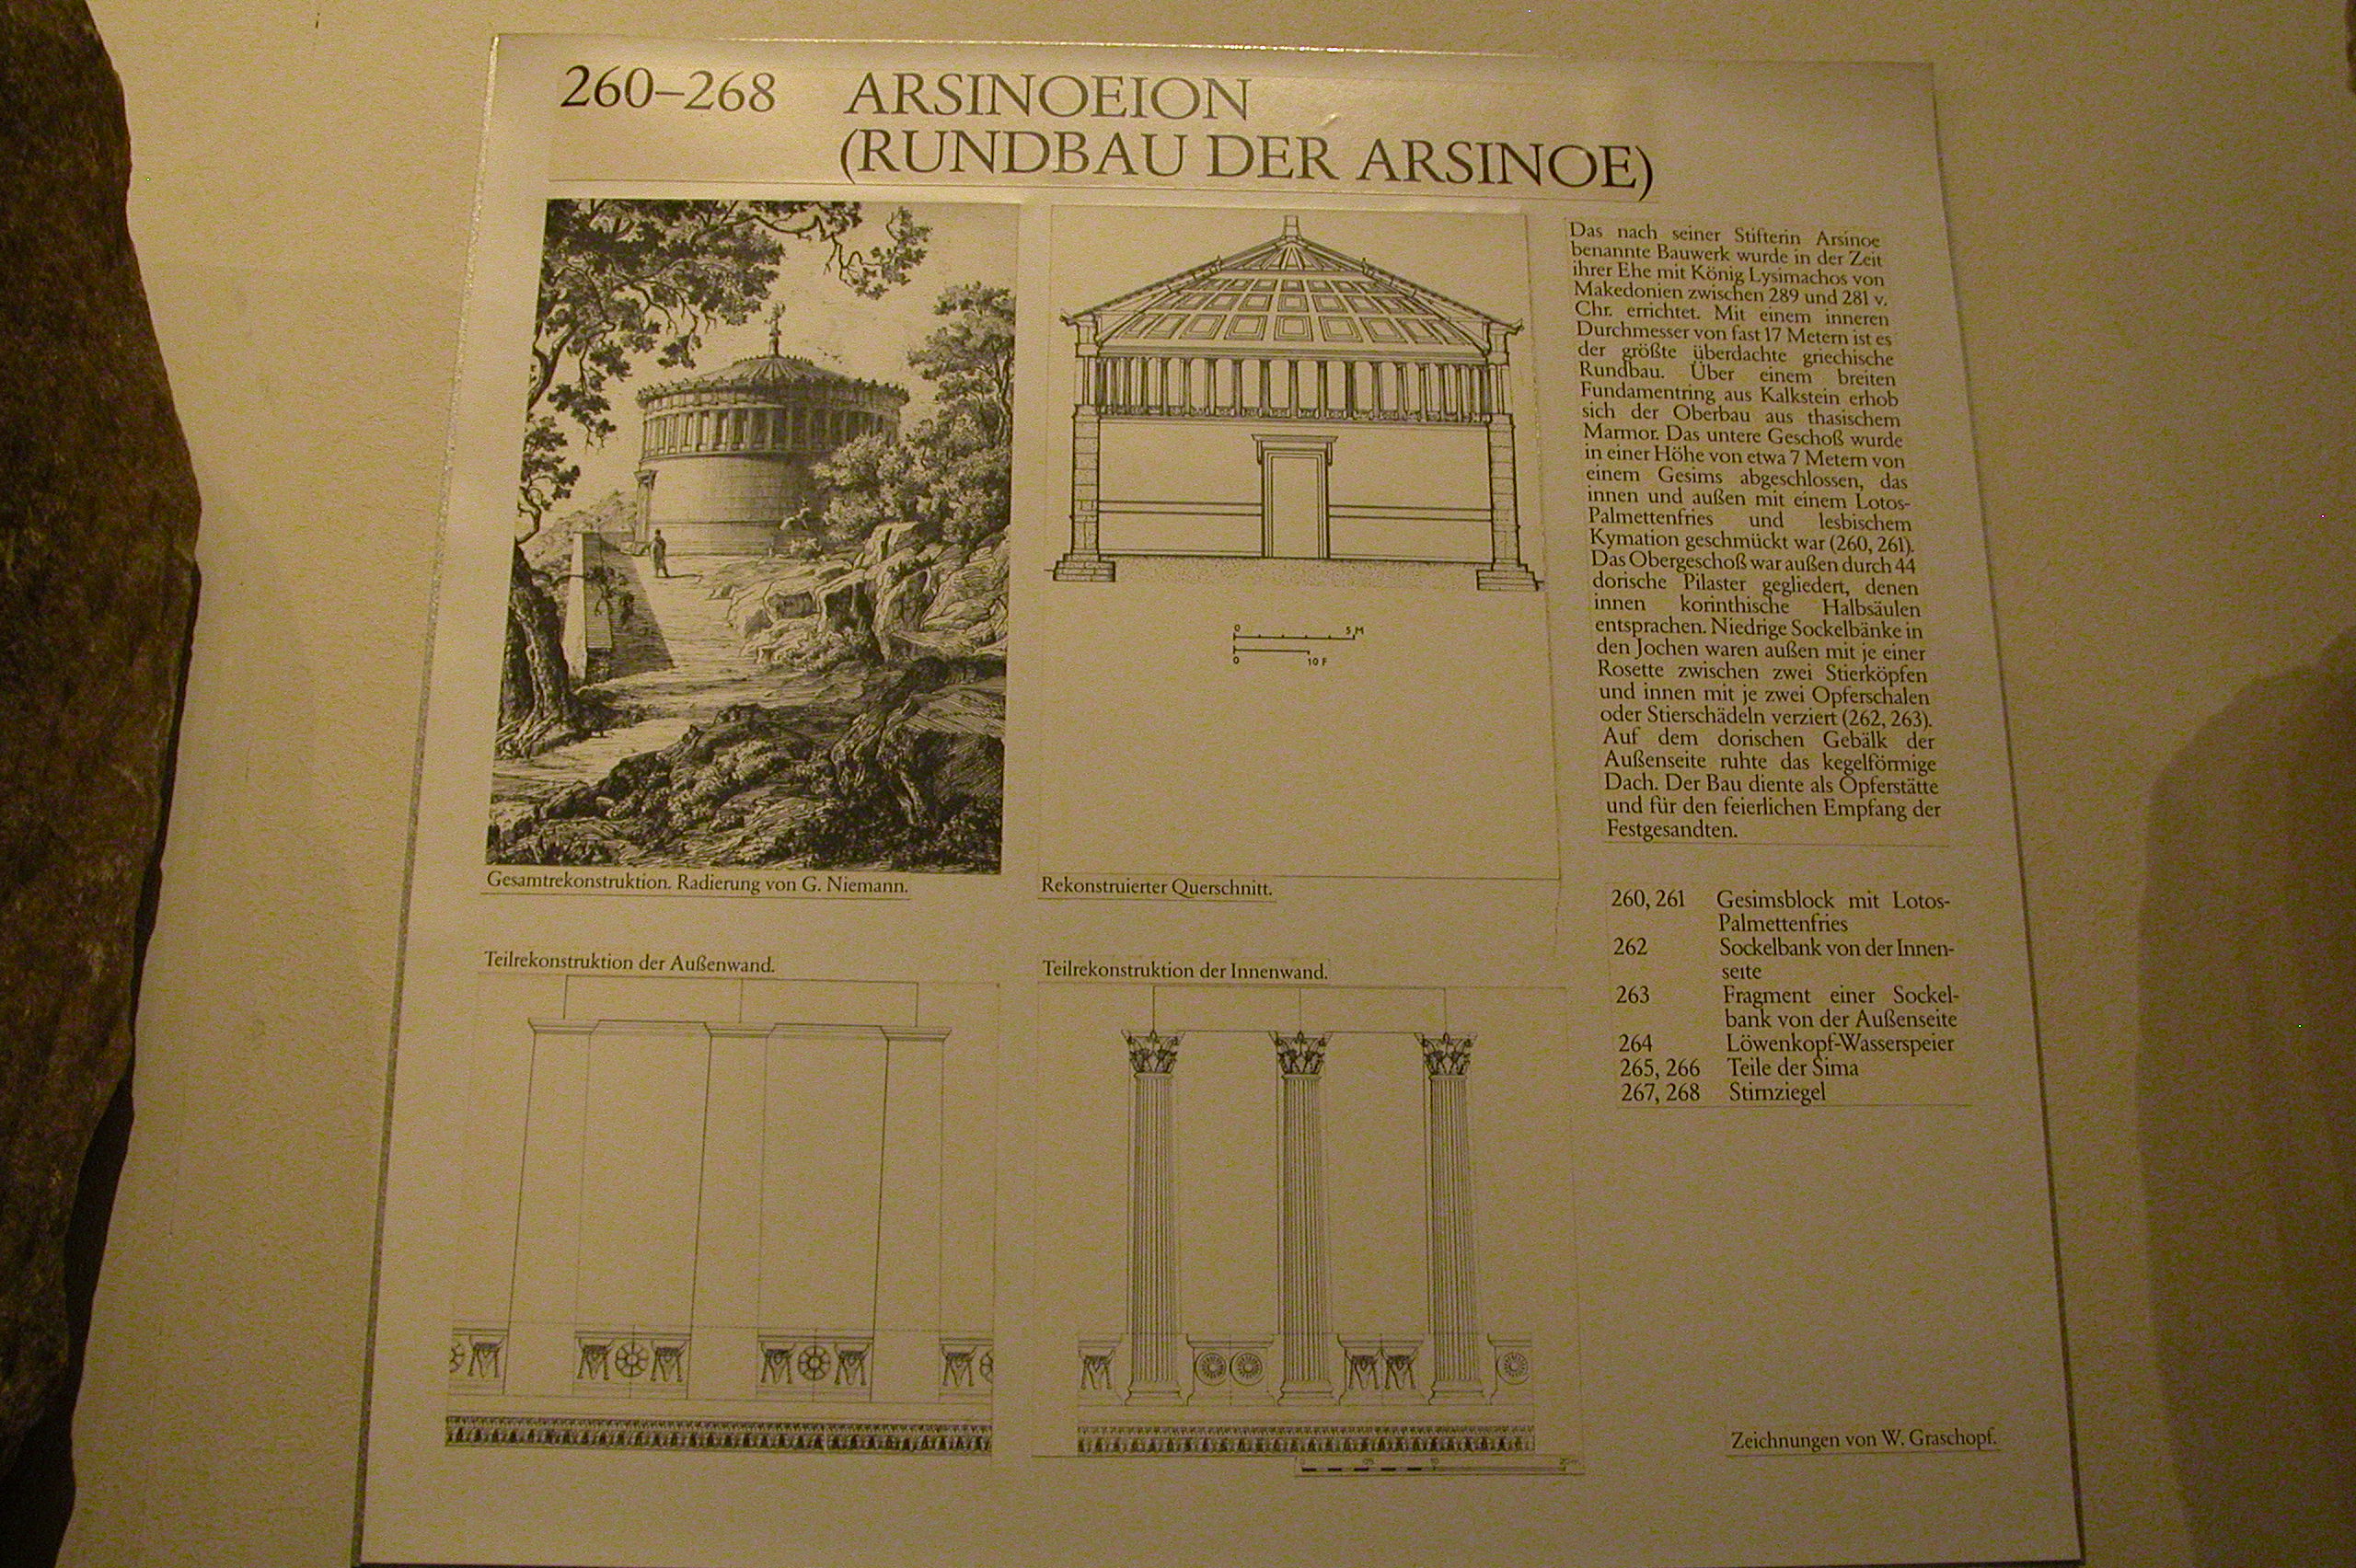 260–268 ARSINOEION
(RUNDBAU DER ARSINOE)
Das nach seiner Stifterin Arsinoe
benannte Bauwerk wurde in der Zeit
ihrer Ehe mit König Lysimachos von
Makedonien zwischen 289 und 281 v.
Chr. errichtet. Mit einem inneren
Durchmesser von fast 17 Metern ist es
der größte überdachte griechische
Rundbau. Über einem breiten
Fundamentring aus Kalkstein erhob
sich der Oberbau aus thasischem
Marmor. Das untere Geschoß wurde
in einer Höhe von etwa 7 Metern von
einem Gesims abgeschlossen, das
innen und außen mit einem Lotos-
Palmettenfries und lesbischem
Kymation geschmückt war (260, 261).
Das Obergeschoß war außen durch 44
dorische Pilaster gegliedert, denen
innen korinthische Halbsäulen
entsprachen. Niedrige Sockelbänke in
den Jochen waren außen mit je einer
Rosette zwischen zwei Stierköpfen
und innen mit je zwei Opferschalen
oder Stierschädeln verziert (262, 263).
Auf dem dorischen Gebälk der
Außenseite ruhte das kegelförmige
Dach. Der Bau diente als Opferstätte
und für den feierlichen Empfang der
Festgesandten.
0 5 M
0 10 F
Gesamtrekonstruktion. Radierung von G. Niemann.
Rekonstruierter Querschnitt.
Teilrekonstruktion der Außenwand.
Teilrekonstruktion der Innenwand.
260, 261 Gesimsblock mit Lotos-
Palmettenfries
262 Sockelbank von der Innen-
seite
263 Fragment einer Sockel-
bank von der Außenseite
264 Löwenkopf-Wasserspeier
265, 266 Teile der Sima
267, 268 Stirnziegel
Zeichnungen von W. Graschopf.